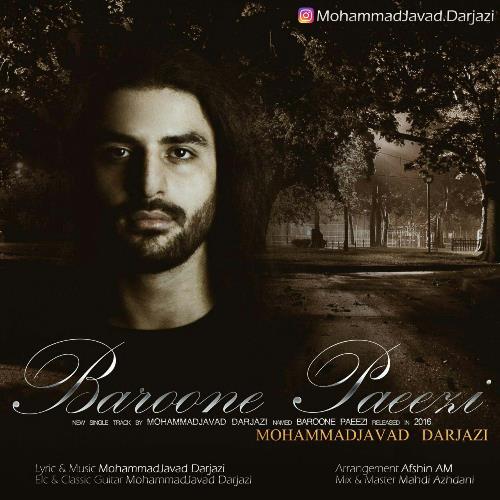 MohammadJavad.Darjazi
Baroone Paeezi
NEW SINGLE TRACK BY MOHAMMADJAVAD DARJAZI NAMED BAROONE PAEEZI RELEASED IN 2016
MOHAMMADJAVAD DARJAZI
Lyric & Music MohammadJavad Darjazi
Elc & Classic Guitar MohammadJavad Darjazi
Arrangement Afshin AM
Mix & Master Mahdi Azhdani